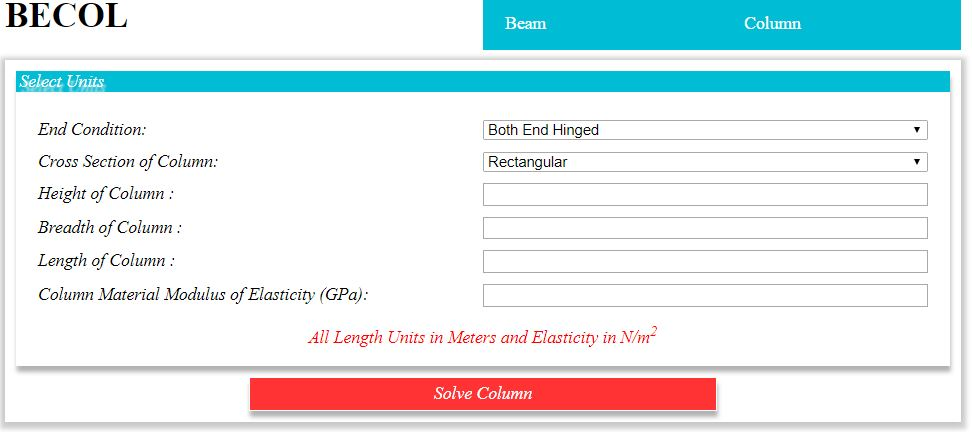 BECOL
Beam Column
Select Units
End Condition: Both End Hinged
Cross Section of Column: Rectangular
Height of Column :
Breadth of Column :
Length of Column :
Column Material Modulus of Elasticity (GPa):
All Length Units in Meters and Elasticity in N/m²
Solve Column